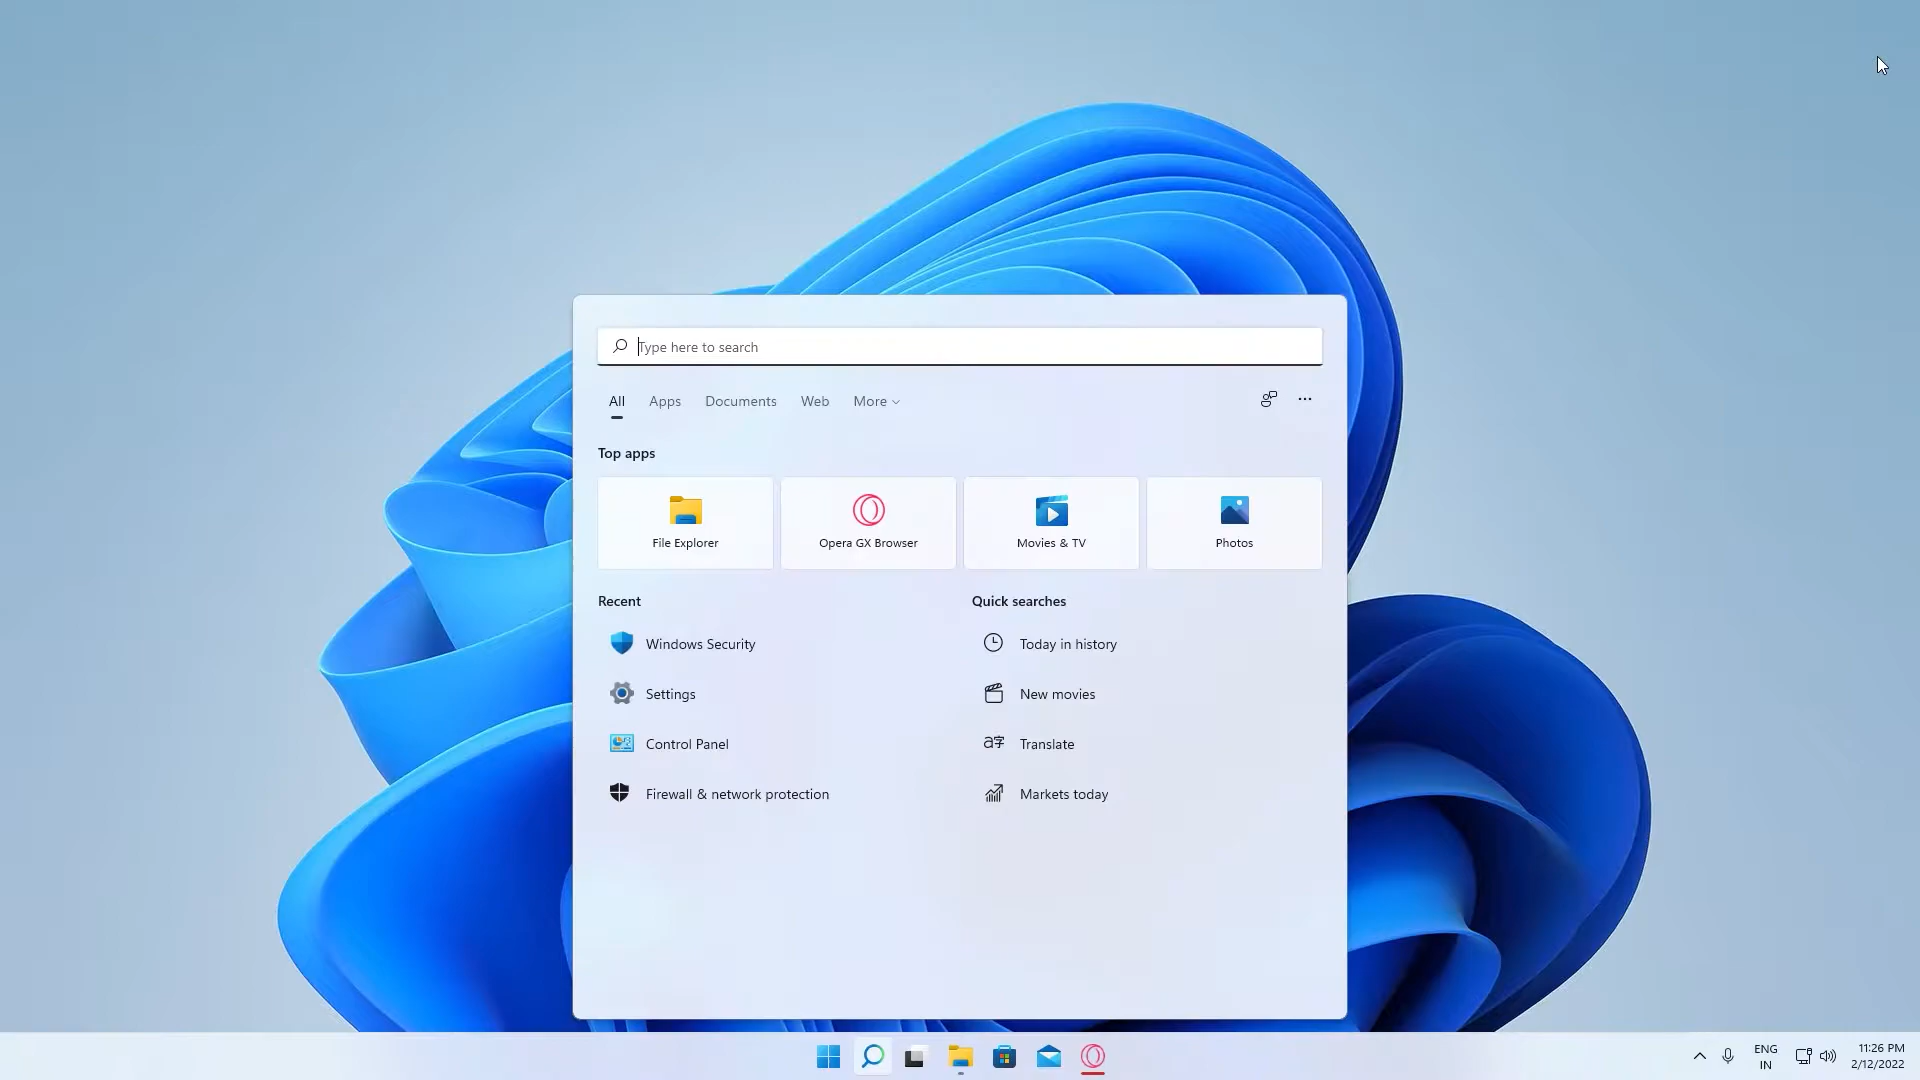 Type here to search
All Apps Documents Web More
Top apps
File Explorer Opera GX Browser Movies & TV Photos
Recent Quick searches
Windows Security Today in history
Settings New movies
Control Panel Translate
Firewall & network protection Markets today
ENG 11:26 PM
IN 2/12/2022